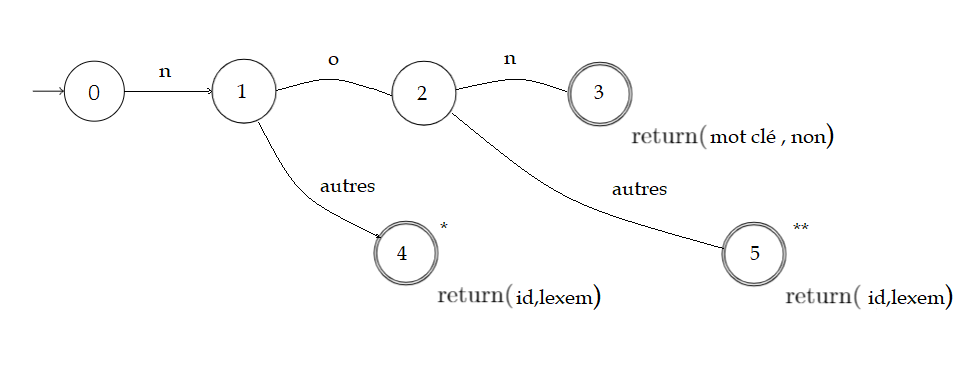 n
o
n
0
1
2
3
return( mot clé , non)
autres
autres
4
*
5
**
return( id,lexem)
return( id,lexem)